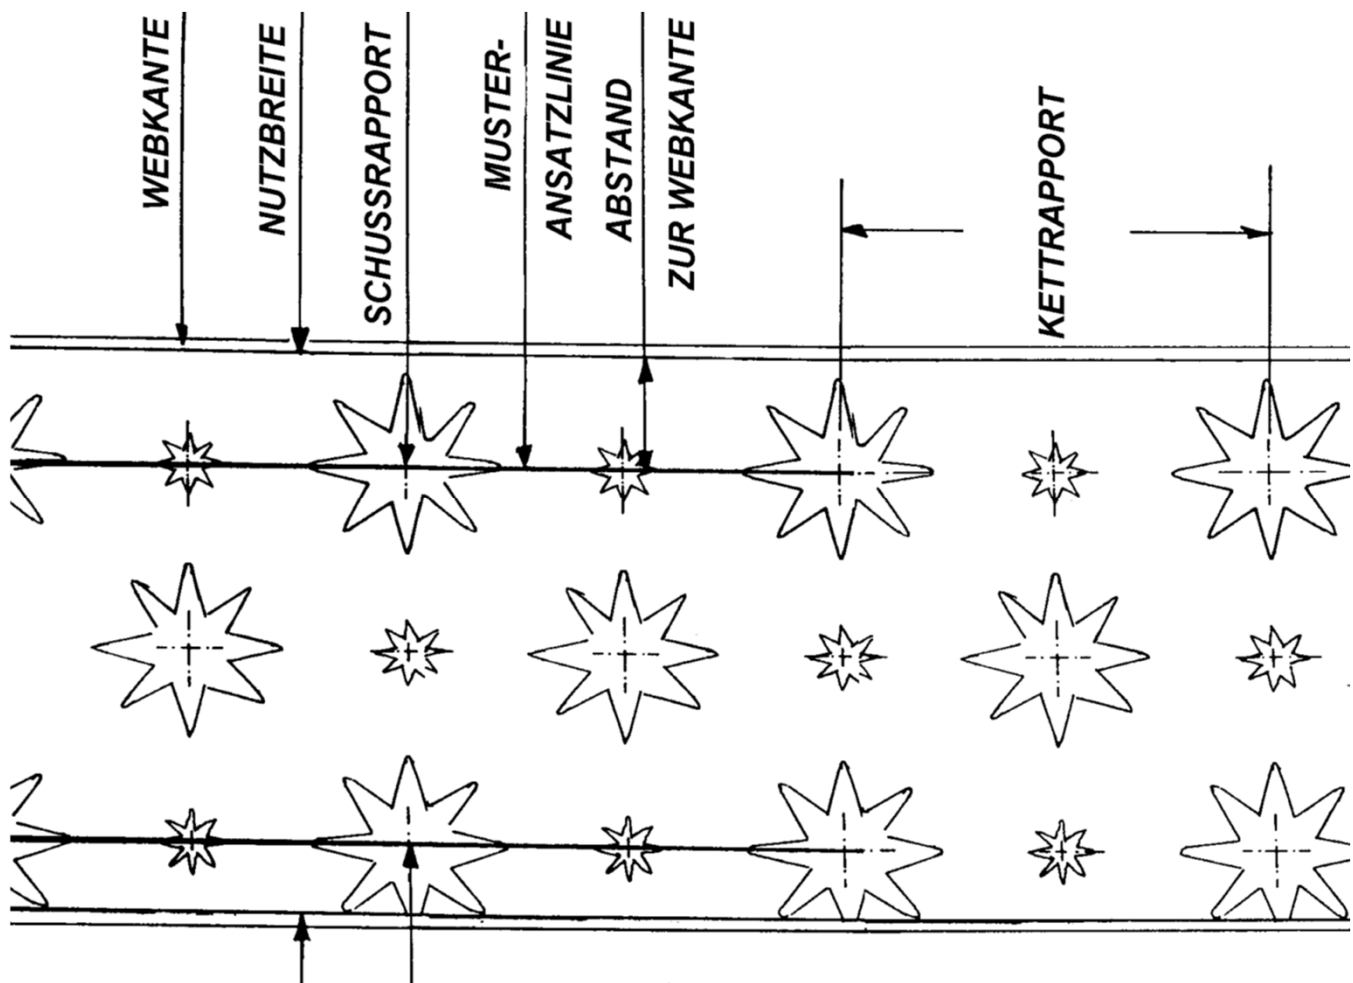 WEBKANTE
NUTZBREITE
SCHUSSRAPPORT
MUSTER-
ANSATZLINIE
ABSTAND
ZUR WEBKANTE
KETTRAPPORT